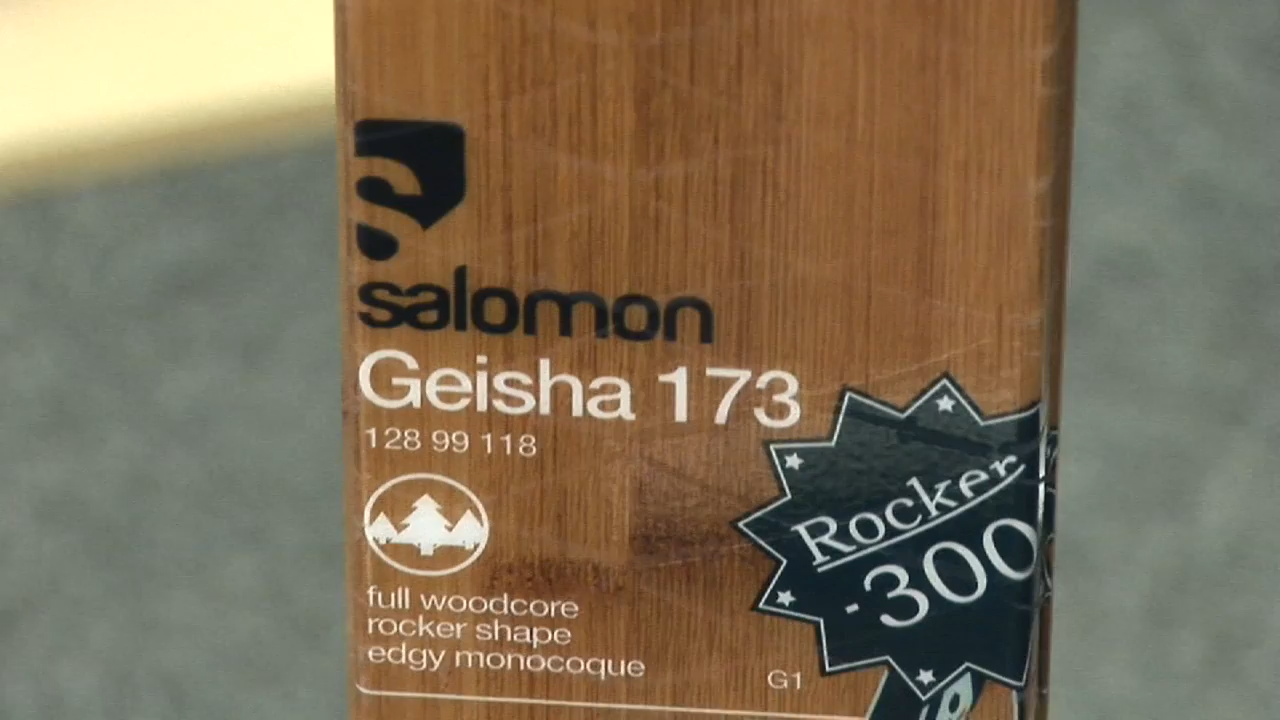 salomon
Geisha 173
128 99 118
full woodcore
rocker shape
edgy monocoque
G1
Rocker
-300